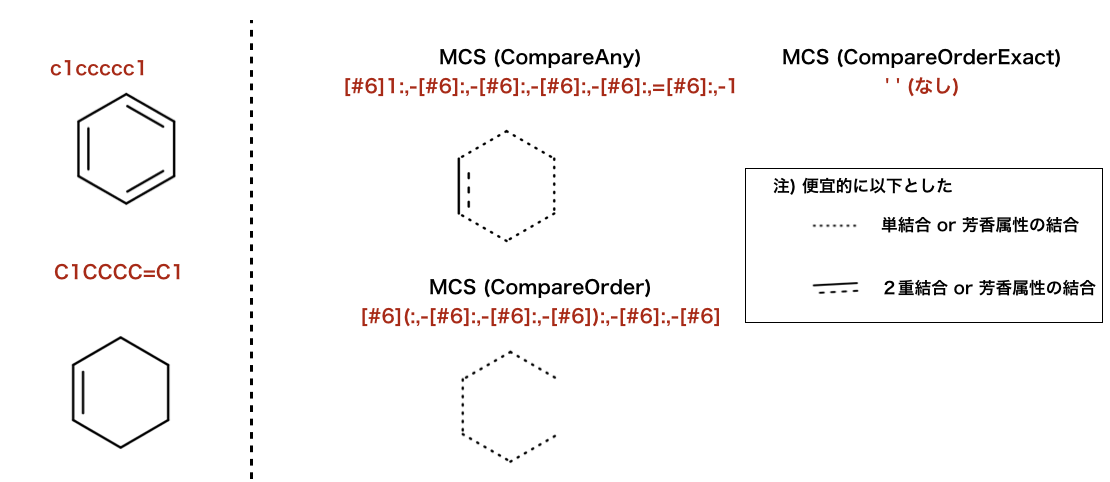 c1ccccc1
C1CCCC=C1
MCS (CompareAny)
[#6]1:,-[#6]:,-[#6]:,-[#6]:,-[#6]:,=[#6]:,-1
MCS (CompareOrder)
[#6](:,-[#6]:,-[#6]:,-[#6]):,-[#6]:,-[#6]
MCS (CompareOrderExact)
' ' (なし)
注) 便宜的に以下とした
単結合 or 芳香属性の結合
２重結合 or 芳香属性の結合